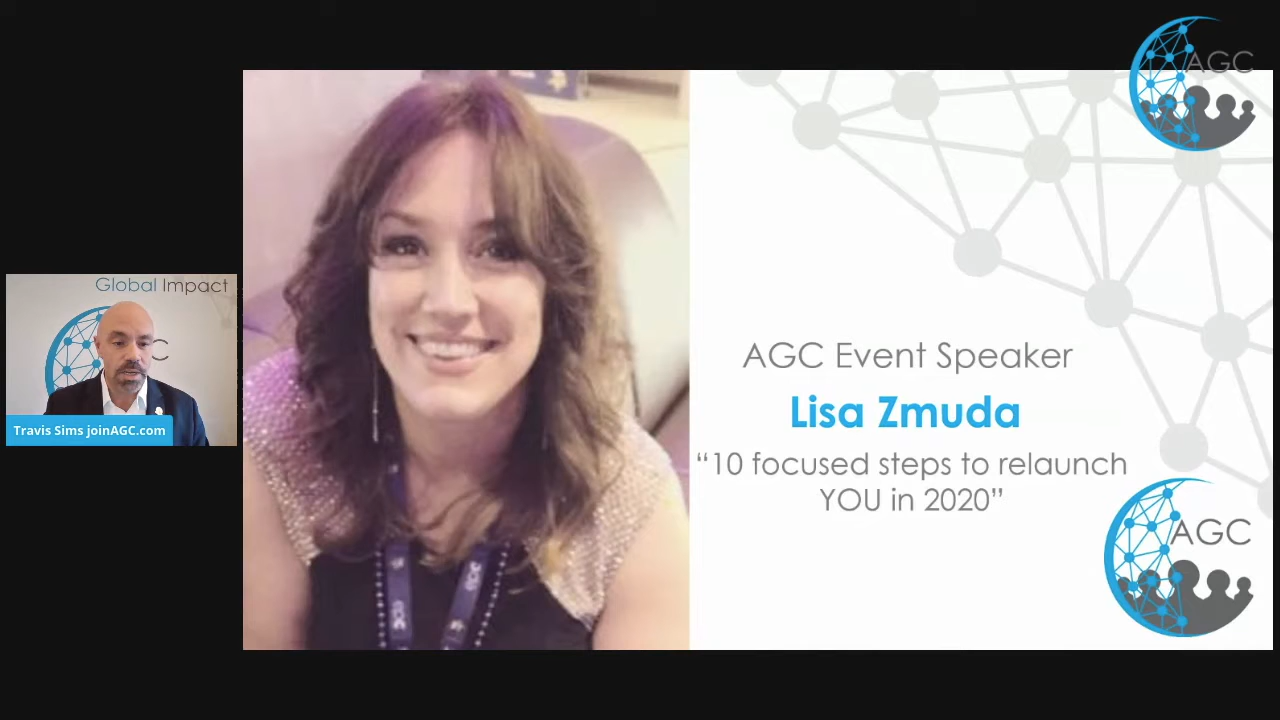 AGC
Global Impact
C
Travis Sims joinAGC.com
AGC Event Speaker
Lisa Zmuda
“10 focused steps to relaunch
YOU in 2020”
AGC